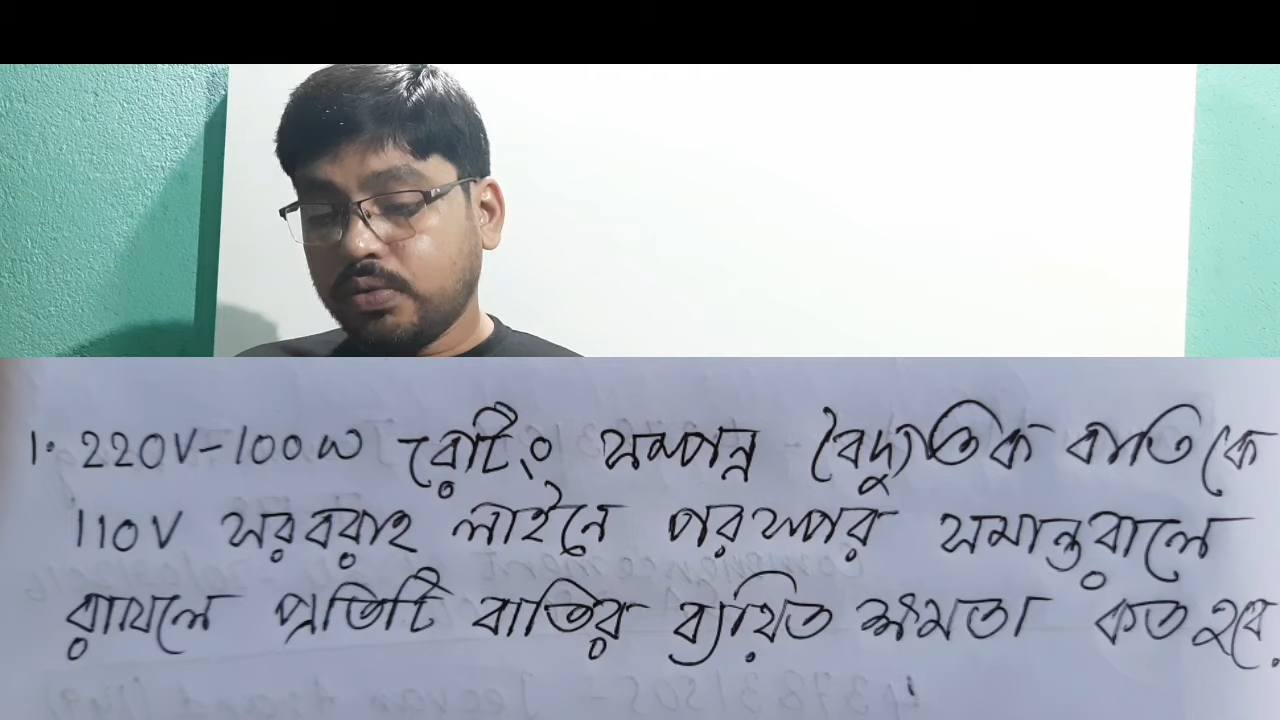 1. 220V-100W রেটিং সম্পন্ন বৈদ্যুতিক বাতিকে
110V সরবরাহ লাইনে পরস্পর সমান্তরালে
রাখলে প্রতিটি বাতির ব্যয়িত ক্ষমতা কত হবে.